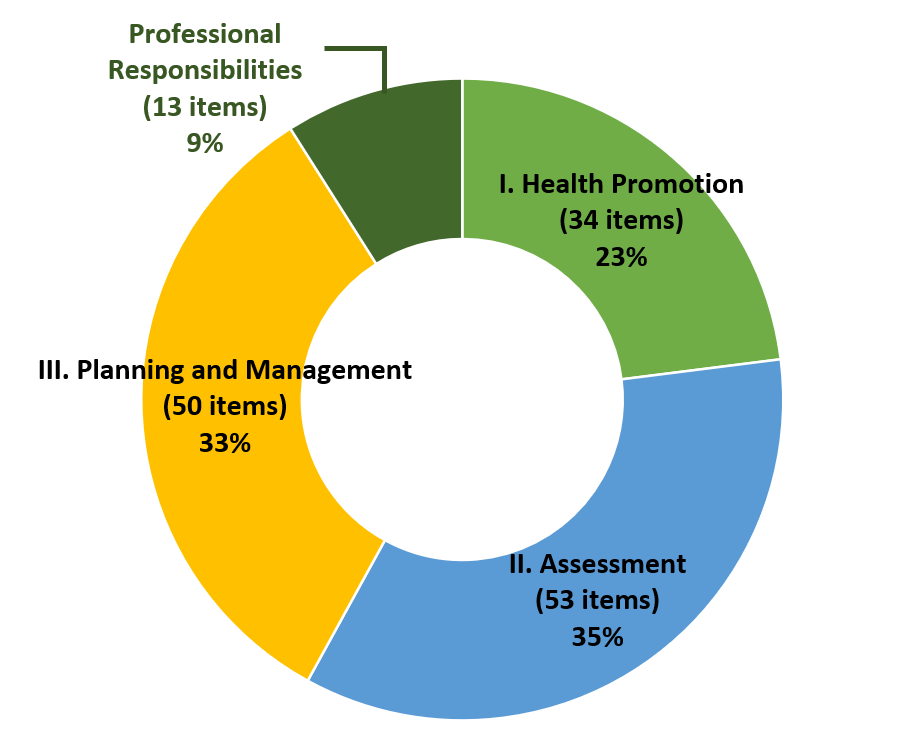 Professional
Responsibilities
(13 items)
9%
I. Health Promotion
(34 items)
23%
III. Planning and Management
(50 items)
33%
II. Assessment
(53 items)
35%